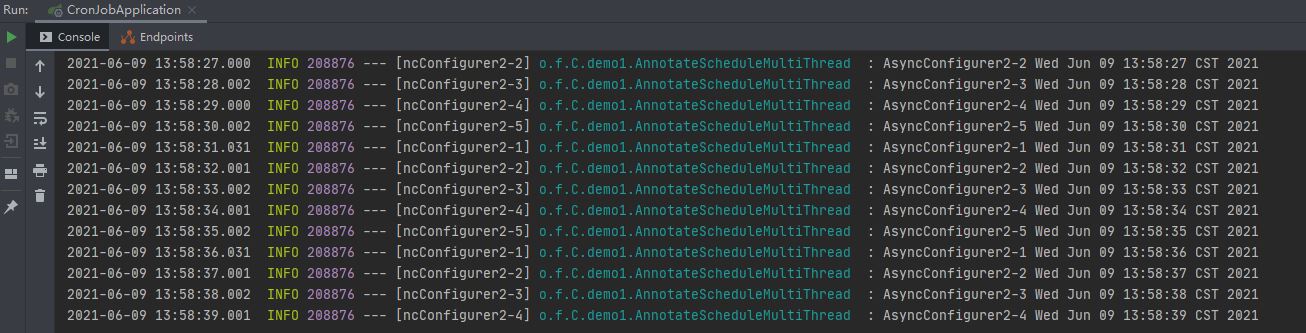 Run: CronJobApplication ×
Console Endpoints
2021-06-09 13:58:27.000 INFO 208876 --- [ncConfigurer2-2] o.f.C.demo1.AnnotateScheduleMultiThread : AsyncConfigurer2-2 Wed Jun 09 13:58:27 CST 2021
2021-06-09 13:58:28.002 INFO 208876 --- [ncConfigurer2-3] o.f.C.demo1.AnnotateScheduleMultiThread : AsyncConfigurer2-3 Wed Jun 09 13:58:28 CST 2021
2021-06-09 13:58:29.000 INFO 208876 --- [ncConfigurer2-4] o.f.C.demo1.AnnotateScheduleMultiThread : AsyncConfigurer2-4 Wed Jun 09 13:58:29 CST 2021
2021-06-09 13:58:30.002 INFO 208876 --- [ncConfigurer2-5] o.f.C.demo1.AnnotateScheduleMultiThread : AsyncConfigurer2-5 Wed Jun 09 13:58:30 CST 2021
2021-06-09 13:58:31.031 INFO 208876 --- [ncConfigurer2-1] o.f.C.demo1.AnnotateScheduleMultiThread : AsyncConfigurer2-1 Wed Jun 09 13:58:31 CST 2021
2021-06-09 13:58:32.001 INFO 208876 --- [ncConfigurer2-2] o.f.C.demo1.AnnotateScheduleMultiThread : AsyncConfigurer2-2 Wed Jun 09 13:58:32 CST 2021
2021-06-09 13:58:33.002 INFO 208876 --- [ncConfigurer2-3] o.f.C.demo1.AnnotateScheduleMultiThread : AsyncConfigurer2-3 Wed Jun 09 13:58:33 CST 2021
2021-06-09 13:58:34.001 INFO 208876 --- [ncConfigurer2-4] o.f.C.demo1.AnnotateScheduleMultiThread : AsyncConfigurer2-4 Wed Jun 09 13:58:34 CST 2021
2021-06-09 13:58:35.002 INFO 208876 --- [ncConfigurer2-5] o.f.C.demo1.AnnotateScheduleMultiThread : AsyncConfigurer2-5 Wed Jun 09 13:58:35 CST 2021
2021-06-09 13:58:36.031 INFO 208876 --- [ncConfigurer2-1] o.f.C.demo1.AnnotateScheduleMultiThread : AsyncConfigurer2-1 Wed Jun 09 13:58:36 CST 2021
2021-06-09 13:58:37.001 INFO 208876 --- [ncConfigurer2-2] o.f.C.demo1.AnnotateScheduleMultiThread : AsyncConfigurer2-2 Wed Jun 09 13:58:37 CST 2021
2021-06-09 13:58:38.002 INFO 208876 --- [ncConfigurer2-3] o.f.C.demo1.AnnotateScheduleMultiThread : AsyncConfigurer2-3 Wed Jun 09 13:58:38 CST 2021
2021-06-09 13:58:39.001 INFO 208876 --- [ncConfigurer2-4] o.f.C.demo1.AnnotateScheduleMultiThread : AsyncConfigurer2-4 Wed Jun 09 13:58:39 CST 2021